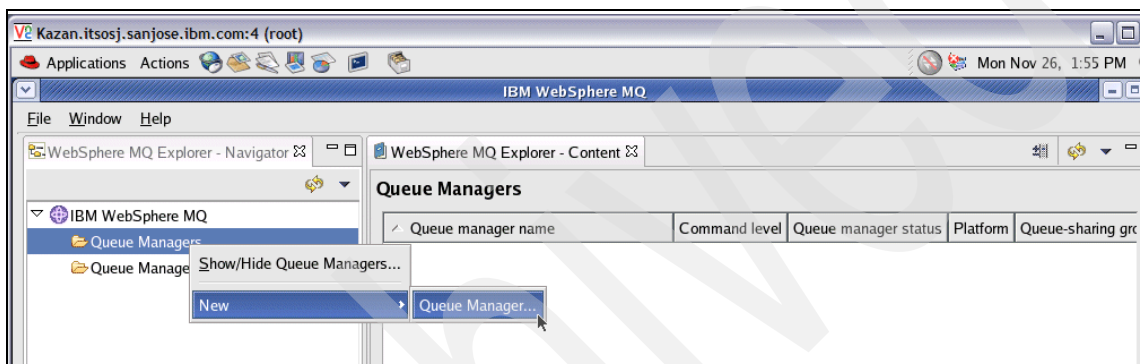 Kazan.itsosj.sanjose.ibm.com:4 (root)
Applications Actions Mon Nov 26, 1:55 PM
IBM WebSphere MQ
File Window Help
WebSphere MQ Explorer - Navigator
WebSphere MQ Explorer - Content
Queue Managers
IBM WebSphere MQ
Queue Managers
Queue Manage
Queue manager name Command level Queue manager status Platform Queue-sharing gro
Show/Hide Queue Managers...
New
Queue Manager...